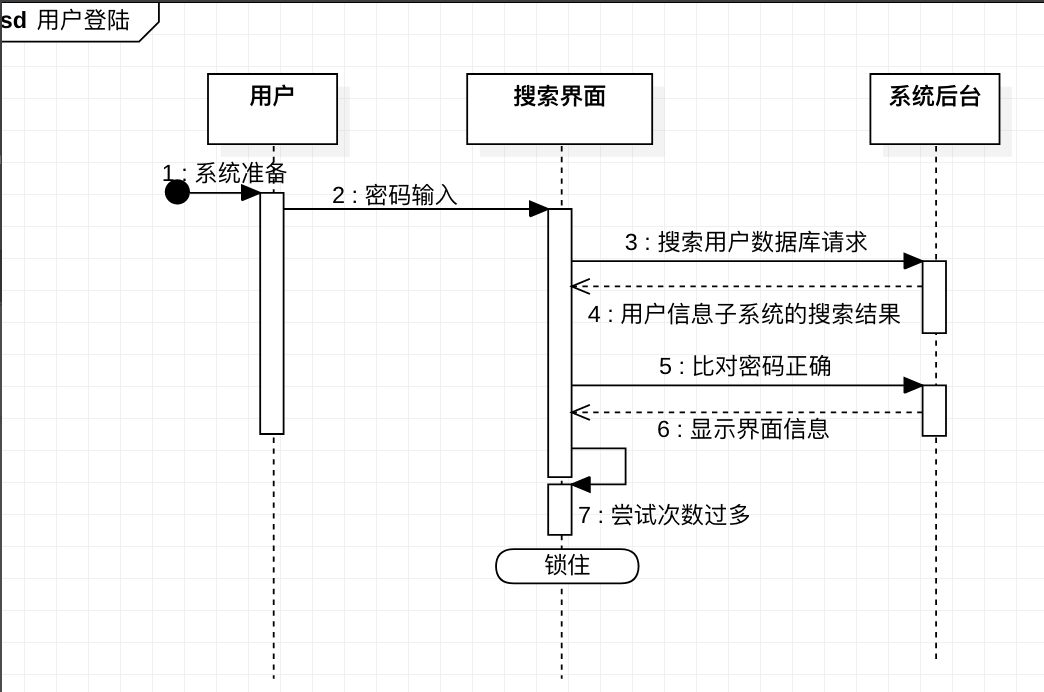 sd 用户登陆
用户
搜索界面
系统后台
1 : 系统准备
2 : 密码输入
3 : 搜索用户数据库请求
4 : 用户信息子系统的搜索结果
5 : 比对密码正确
6 : 显示界面信息
7 : 尝试次数过多
锁住